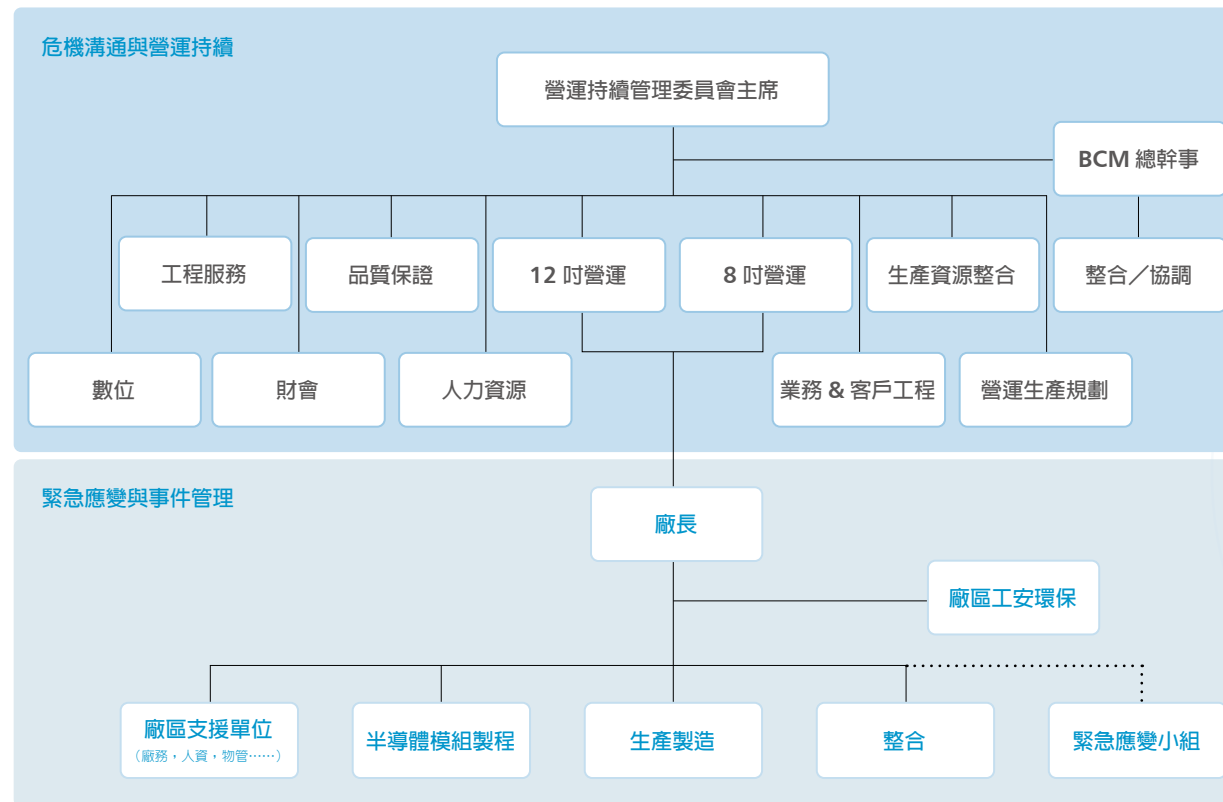 危機溝通與營運持續
營運持續管理委員會主席
BCM 總幹事
工程服務
品質保證
12 吋營運
8 吋營運
生產資源整合
整合／協調
數位
財會
人力資源
業務 & 客戶工程
營運生產規劃
緊急應變與事件管理
廠長
廠區工安環保
廠區支援單位
（廠務，人資，物管……）
半導體模組製程
生產製造
整合
緊急應變小組